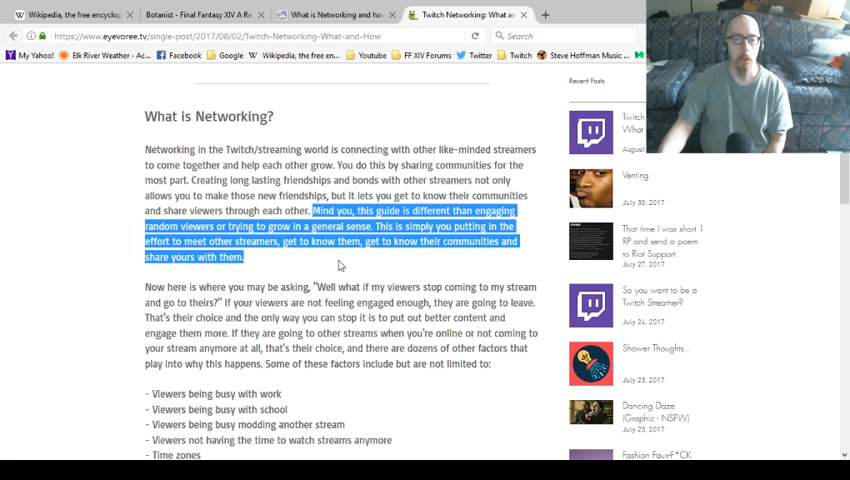 Wikipedia, the free encyclop
Botanist - Final Fantasy XIV A Re
What is Networking and ho
Twitch Networking: What an
https://www.eyevoree.tv/single-post/2017/08/02/Twitch-Networking-What-and-How
Search
My Yahoo!
Elk River Weather - Ac...
Facebook
Google
Wikipedia, the free en...
Youtube
FF XIV Forums
Twitter
Twitch
Steve Hoffman Music ...
What is Networking?
Networking in the Twitch/streaming world is connecting with other like-minded streamers
to come together and help each other grow. You do this by sharing communities for the
most part. Creating long lasting friendships and bonds with other streamers not only
allows you to make those new friendships, but it lets you get to know their communities
and share viewers through each other. Mind you, this guide is different than engaging
random viewers or trying to grow in a general sense. This is simply you putting in the
effort to meet other streamers, get to know them, get to know their communities and
share yours with them.
Now here is where you may be asking, "Well what if my viewers stop coming to my stream
and go to theirs?" If your viewers are not feeling engaged enough, they are going to leave.
That's their choice and the only way you can stop it is to put out better content and
engage them more. If they are going to other streams when you're online or not coming to
your stream anymore at all, that's their choice, and there are dozens of other factors that
play into why this happens. Some of these factors include but are not limited to:
- Viewers being busy with work
- Viewers being busy with school
- Viewers being busy modding another stream
- Viewers not having the time to watch streams anymore
- Time zones
Recent Posts
Twitch
What
August
Venting
July 30, 2017
That time I was short 1
RP and send a poem
to Riot Support.
July 27, 2017
So you want to be a
Twitch Streamer?
July 24, 2017
Shower Thoughts...
July 23, 2017
Dancing Daze
(Graphic - NSFW)
July 23, 2017
Fashion Faux-F*CK